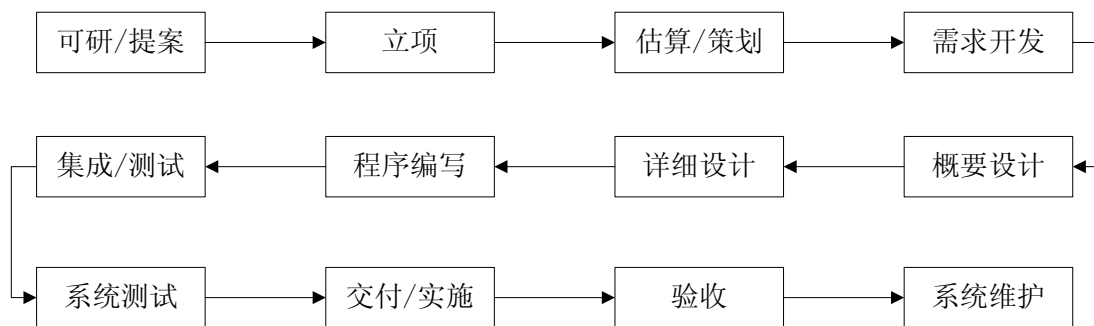 可研/提案
立项
估算/策划
需求开发
概要设计
详细设计
程序编写
集成/测试
系统测试
交付/实施
验收
系统维护